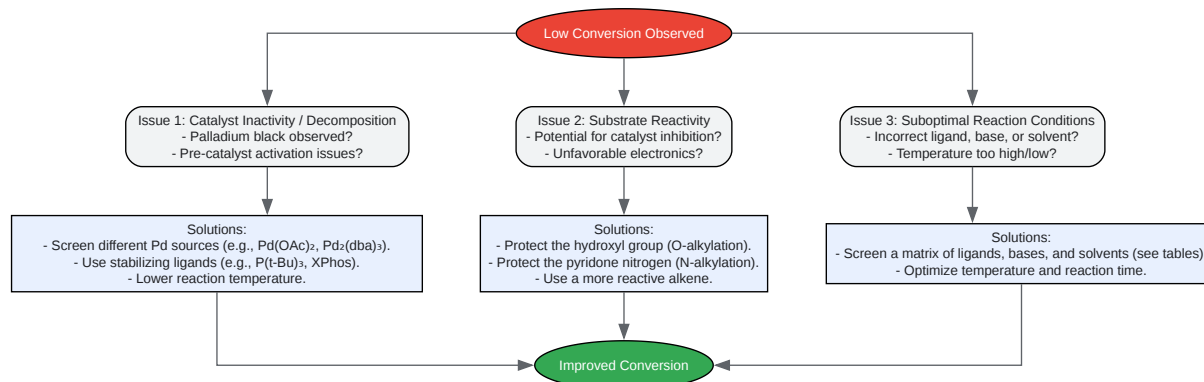 Low Conversion Observed
Issue 1: Catalyst Inactivity / Decomposition
- Palladium black observed?
- Pre-catalyst activation issues?
Issue 2: Substrate Reactivity
- Potential for catalyst inhibition?
- Unfavorable electronics?
Issue 3: Suboptimal Reaction Conditions
- Incorrect ligand, base, or solvent?
- Temperature too high/low?
Solutions:
- Screen different Pd sources (e.g., Pd(OAc)₂, Pd₂(dba)₃).
- Use stabilizing ligands (e.g., P(t-Bu)₃, XPhos).
- Lower reaction temperature.
Solutions:
- Protect the hydroxyl group (O-alkylation).
- Protect the pyridone nitrogen (N-alkylation).
- Use a more reactive alkene.
Solutions:
- Screen a matrix of ligands, bases, and solvents (see tables)
- Optimize temperature and reaction time.
Improved Conversion